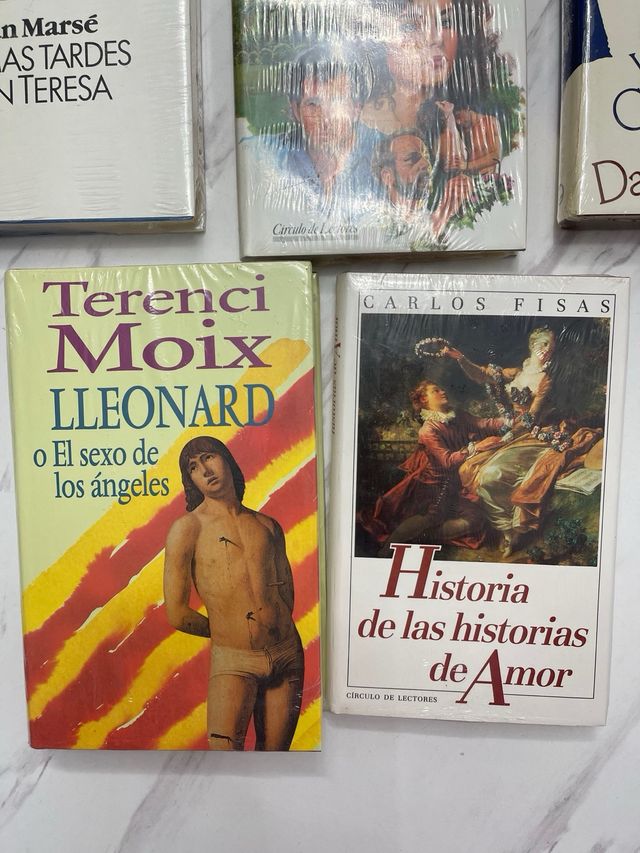 n Marsé
AS TARDES
N TERESA
Círculo de Lectores
Da
Terenci
Moix
LLEONARD
o El sexo de
los ángeles
CARLOS FISAS
Historia
de las historias
de Amor
CÍRCULO DE LECTORES